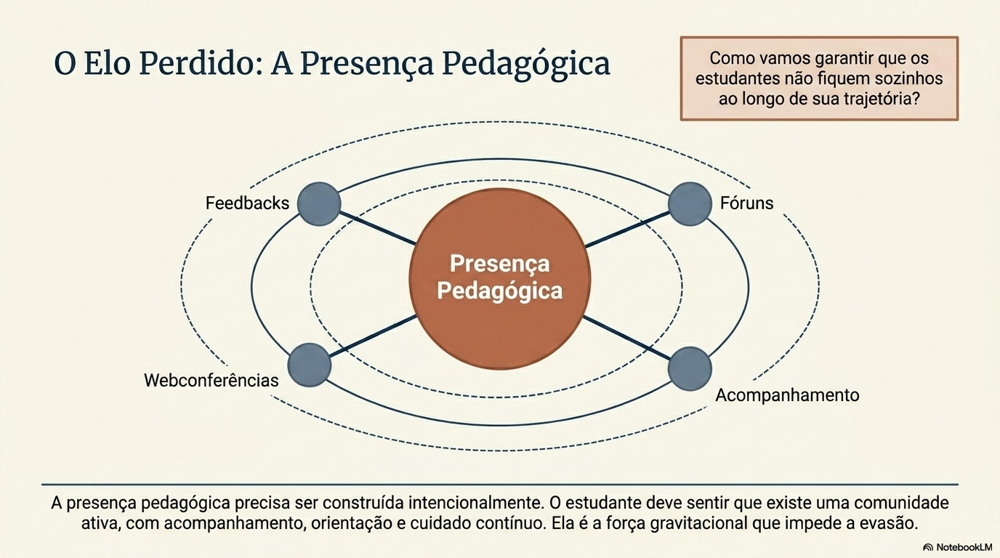 O Elo Perdido: A Presença Pedagógica
Como vamos garantir que os
estudantes não fiquem sozinhos
ao longo de sua trajetória?
Feedbacks
Fóruns
Presença
Pedagógica
Webconferências
Acompanhamento
A presença pedagógica precisa ser construída intencionalmente. O estudante deve sentir que existe uma comunidade
ativa, com acompanhamento, orientação e cuidado contínuo. Ela é a força gravitacional que impede a evasão.
NotebookLM